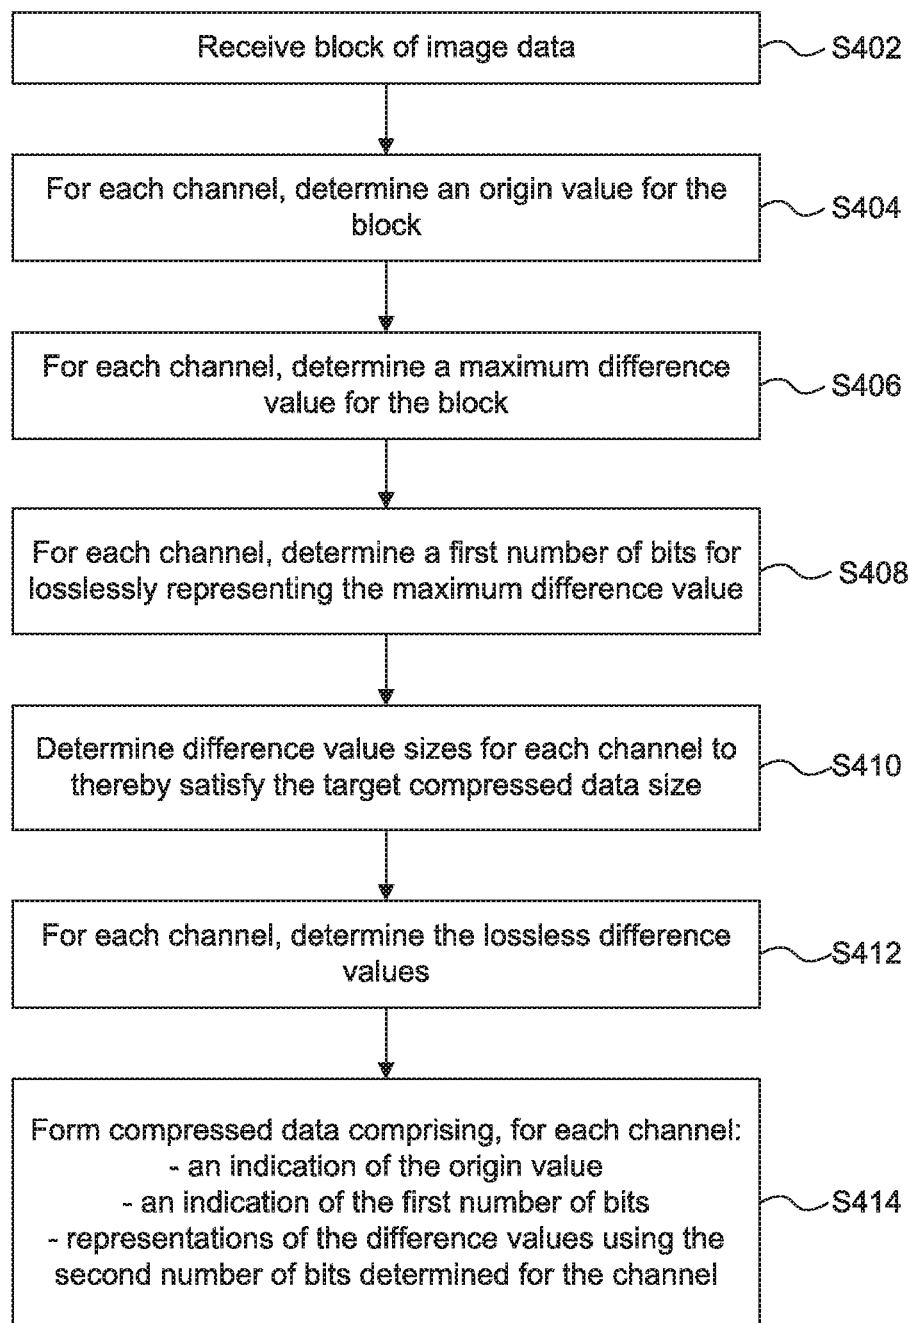 Receive block of image data
S402
For each channel, determine an origin value for the
block
S404
For each channel, determine a maximum difference
value for the block
S406
For each channel, determine a first number of bits for
losslessly representing the maximum difference value
S408
Determine difference value sizes for each channel to
thereby satisfy the target compressed data size
S410
For each channel, determine the lossless difference
values
S412
Form compressed data comprising, for each channel:
- an indication of the origin value
- an indication of the first number of bits
- representations of the difference values using the
second number of bits determined for the channel
S414